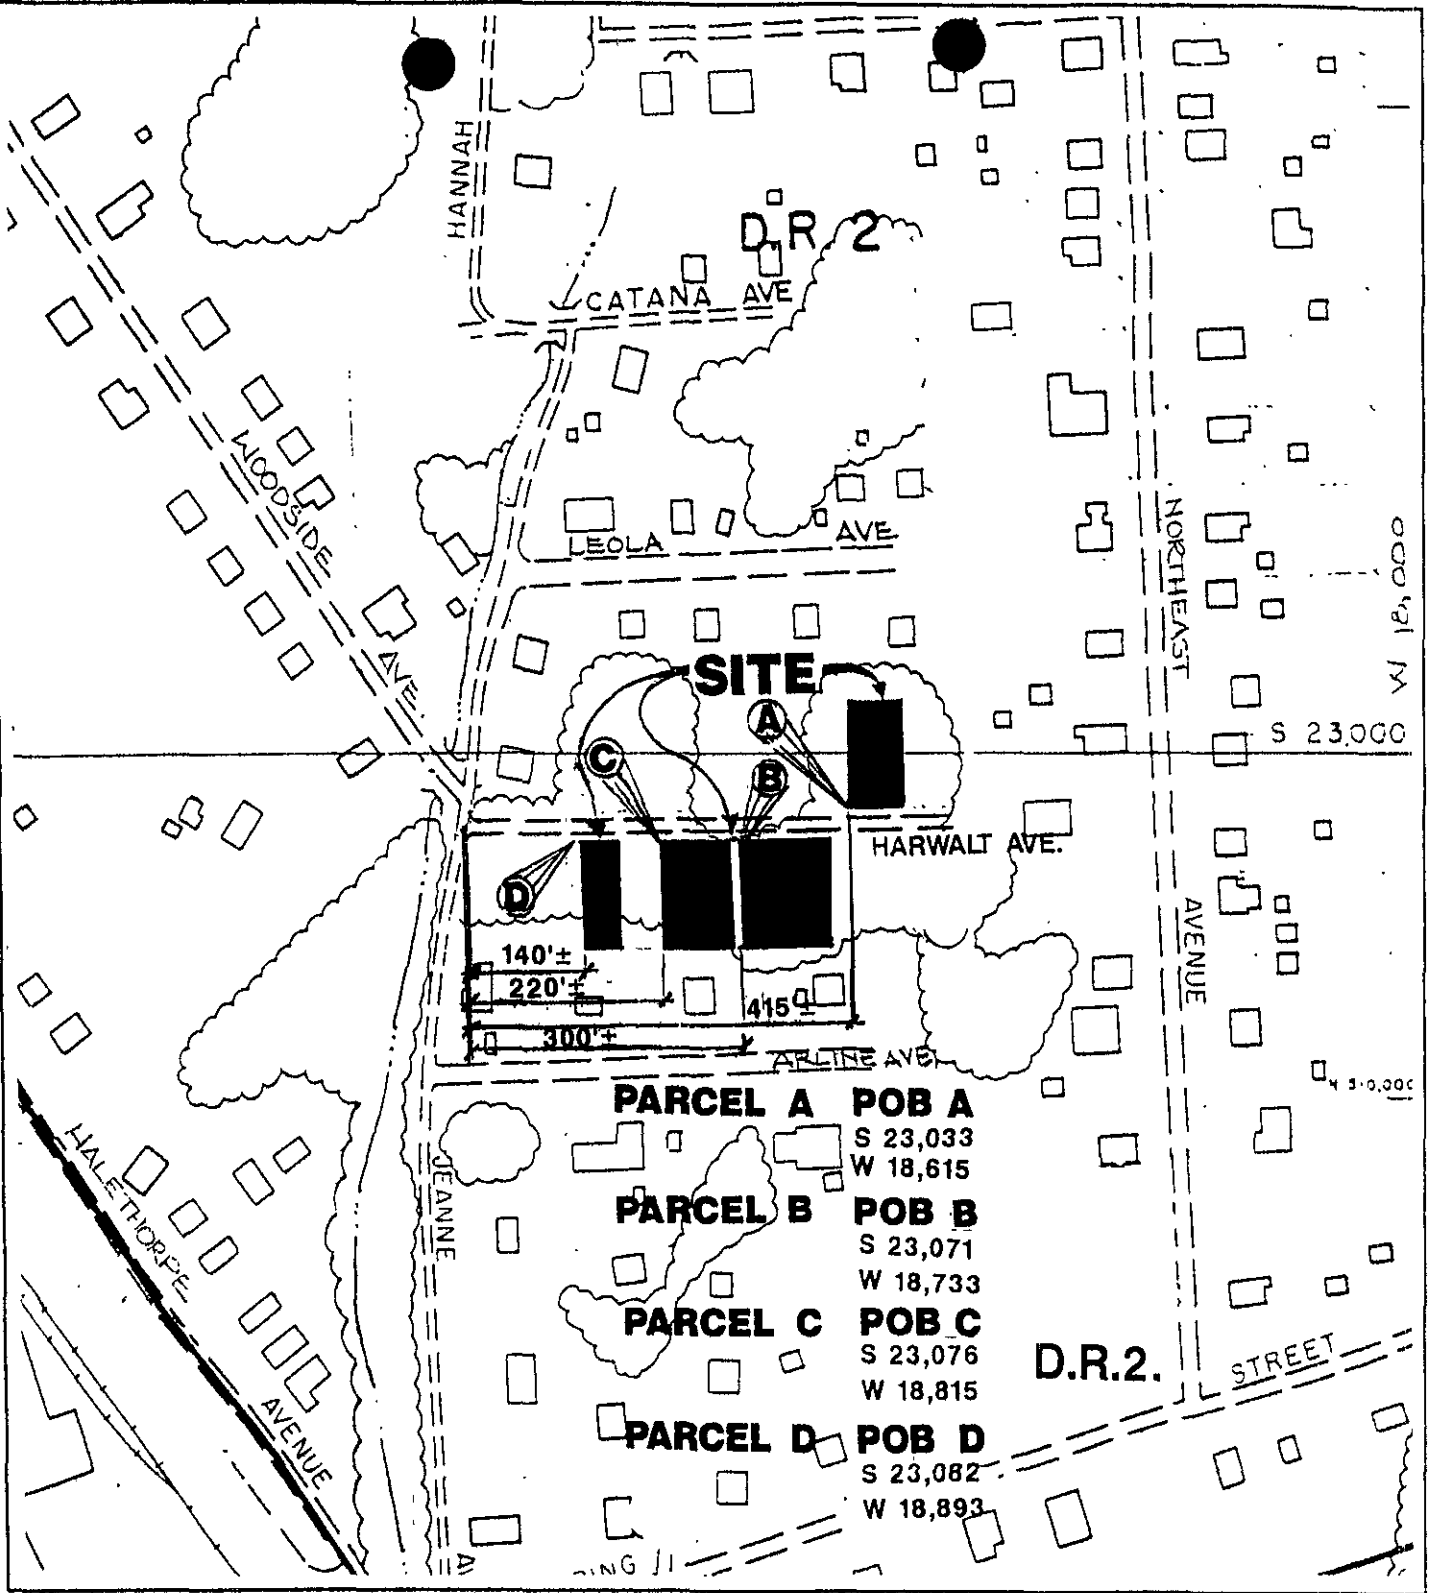 HANNAH
D.R. 2
CATANA AVE
WOODSIDE
AVE.
LEOLA AVE.
NORTHEAST
W 18,000
SITE
A
S 23,000
C
B
HARWALT AVE.
D
AVENUE
140'±
220'±
415'±
300'±
ARLINE AVE
PARCEL A POB A
S 23,033
W 18,615
HALETHORPE
JEANNE
PARCEL B POB B
S 23,071
W 18,733
PARCEL C POB C
S 23,076
W 18,815
D.R.2.
STREET
AVENUE
PARCEL D POB D
S 23,082
W 18,893